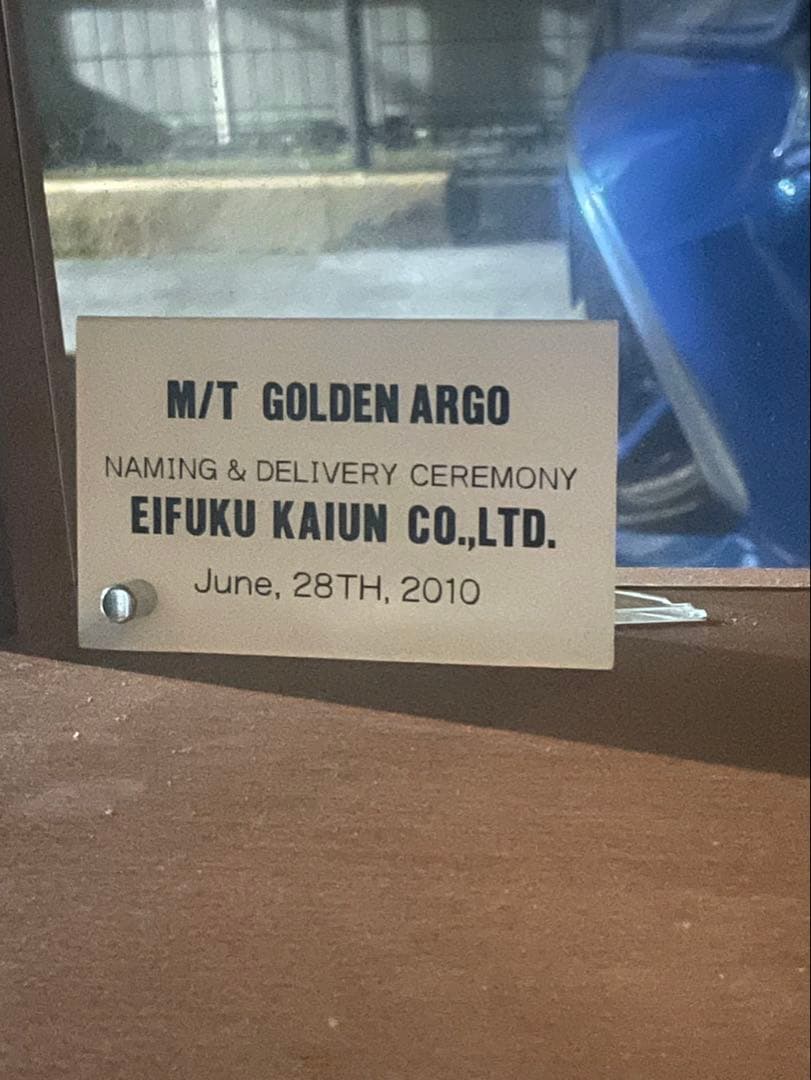 M/T GOLDEN ARGO
NAMING & DELIVERY CEREMONY
EIFUKU KAIUN CO.,LTD.
June, 28TH, 2010